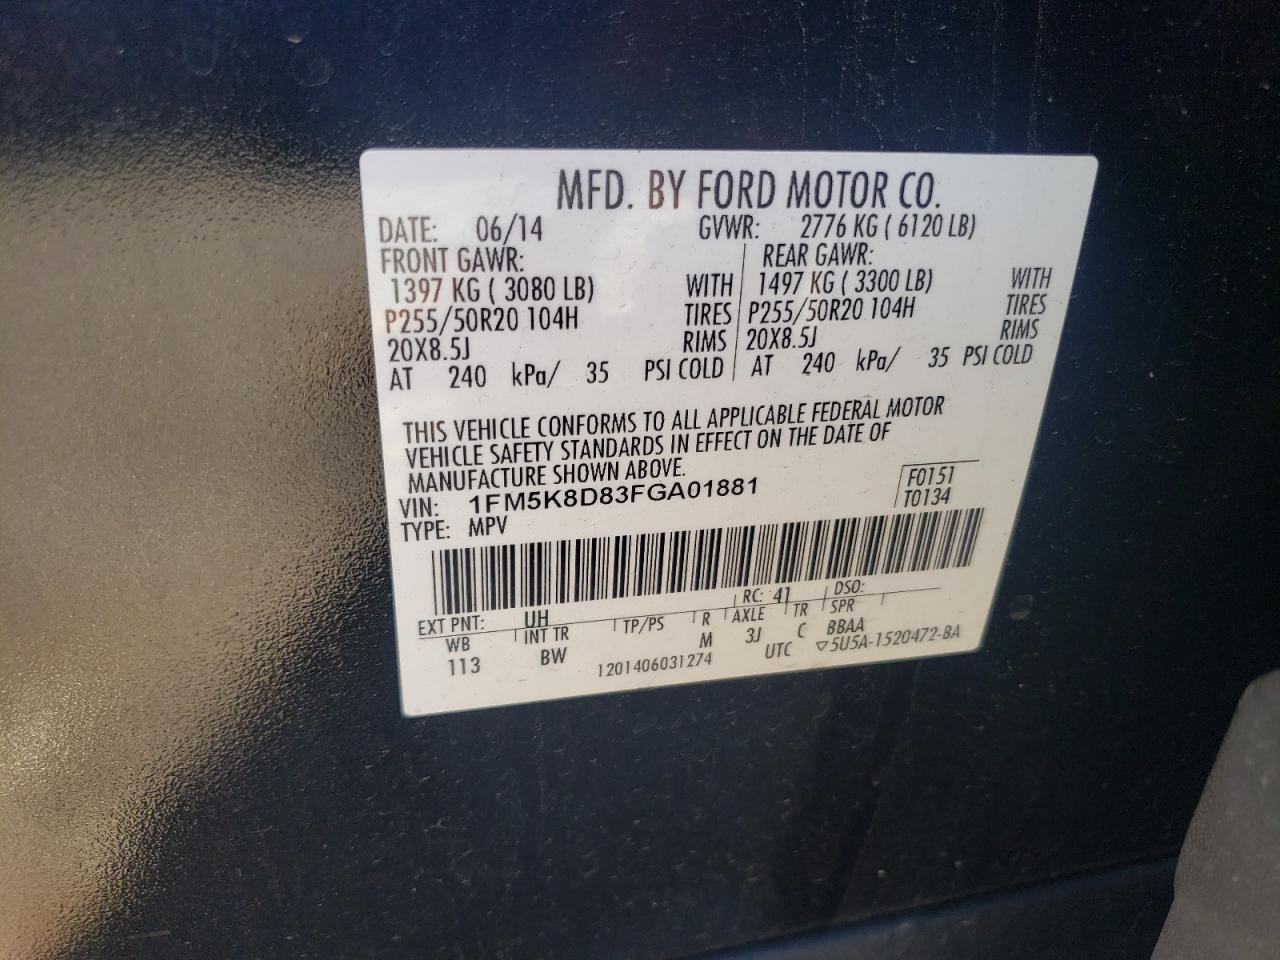 MFD. BY FORD MOTOR CO.
DATE: 06/14 GVWR: 2776 KG ( 6120 LB)
FRONT GAWR: REAR GAWR:
1397 KG ( 3080 LB) WITH 1497 KG ( 3300 LB) WITH
P255/50R20 104H TIRES P255/50R20 104H TIRES
20X8.5J RIMS 20X8.5J RIMS
AT 240 kPa/ 35 PSI COLD AT 240 kPa/ 35 PSI COLD
THIS VEHICLE CONFORMS TO ALL APPLICABLE FEDERAL MOTOR
VEHICLE SAFETY STANDARDS IN EFFECT ON THE DATE OF
MANUFACTURE SHOWN ABOVE.
VIN: 1FM5K8D83FGA01881 F0151
TYPE: MPV T0134
EXT PNT: UH RC: 41 DSO:
WB INT TR TP/PS R AXLE TR SPR
113 BW M 3J C BBAA
1201406031274 UTC ▽5U5A-1520472-BA